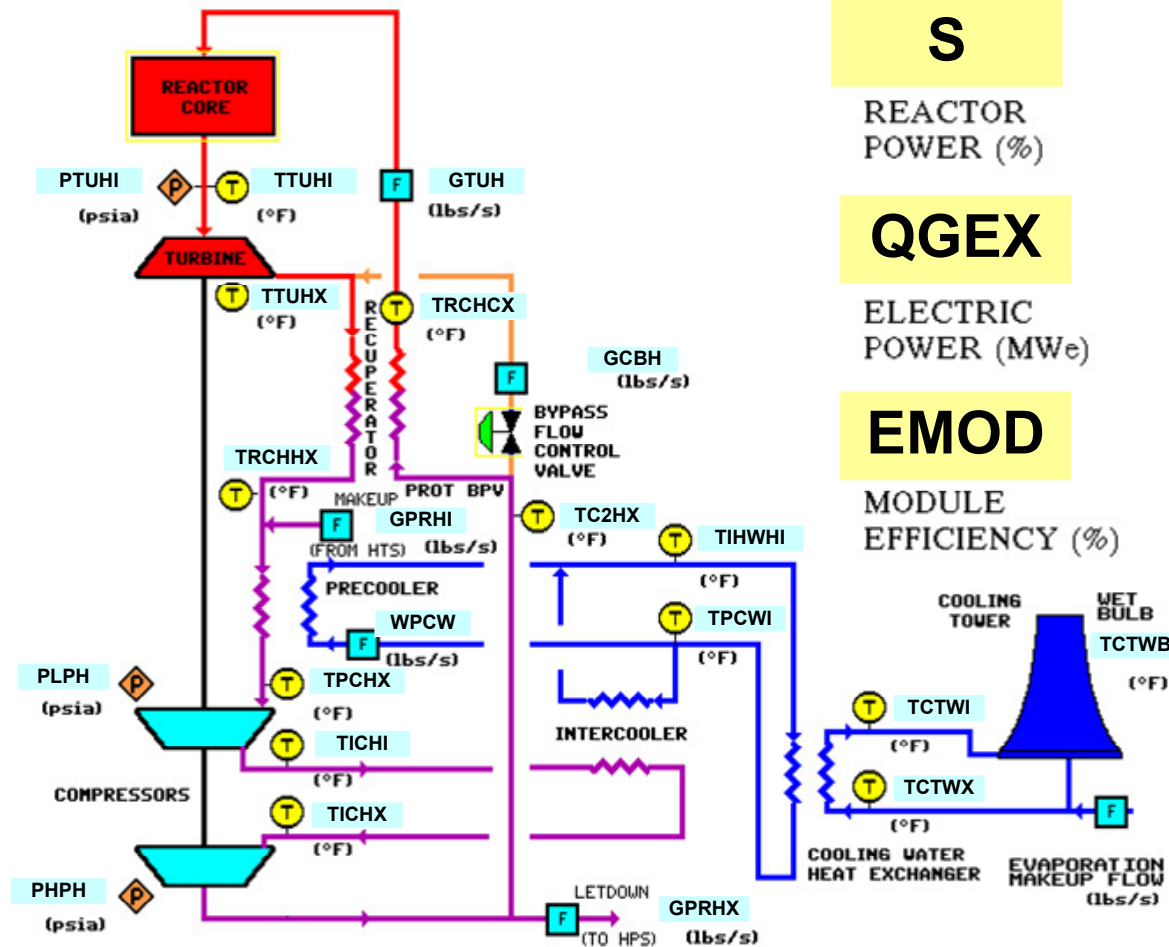 S
REACTOR
POWER (%)
QGEX
ELECTRIC
POWER (MWe)
EMOD
MODULE
EFFICIENCY (%)
REACTOR
CORE
PTUHI
(psia)
P
T
TTUHI
(°F)
F
GTUH
(lbs/s)
TURBINE
T
TTUHX
(°F)
RECUPERATOR
T
TRCHCX
(°F)
F
GCBH
(lbs/s)
BYPASS
FLOW
CONTROL
VALVE
TRCHHX
T
(°F)
MAKEUP
PROT BPV
F
GPRHI
(FROM HTS)
(lbs/s)
T
TC2HX
(°F)
T
TIHWHI
(°F)
PRECOOLER
F
WPCW
(lbs/s)
T
TPCWI
(°F)
COOLING
TOWER
WET
BULB
TCTWB
(°F)
PLPH
(psia)
P
T
TPCHX
(°F)
T
TICHI
(°F)
INTERCOOLER
T
TCTWI
(°F)
COMPRESSORS
T
TICHX
(°F)
T
TCTWX
(°F)
F
COOLING WATER
HEAT EXCHANGER
EVAPORATION
MAKEUP FLOW
(lbs/s)
PHPH
(psia)
P
LETDOWN
F
(TO HPS)
GPRHX
(lbs/s)